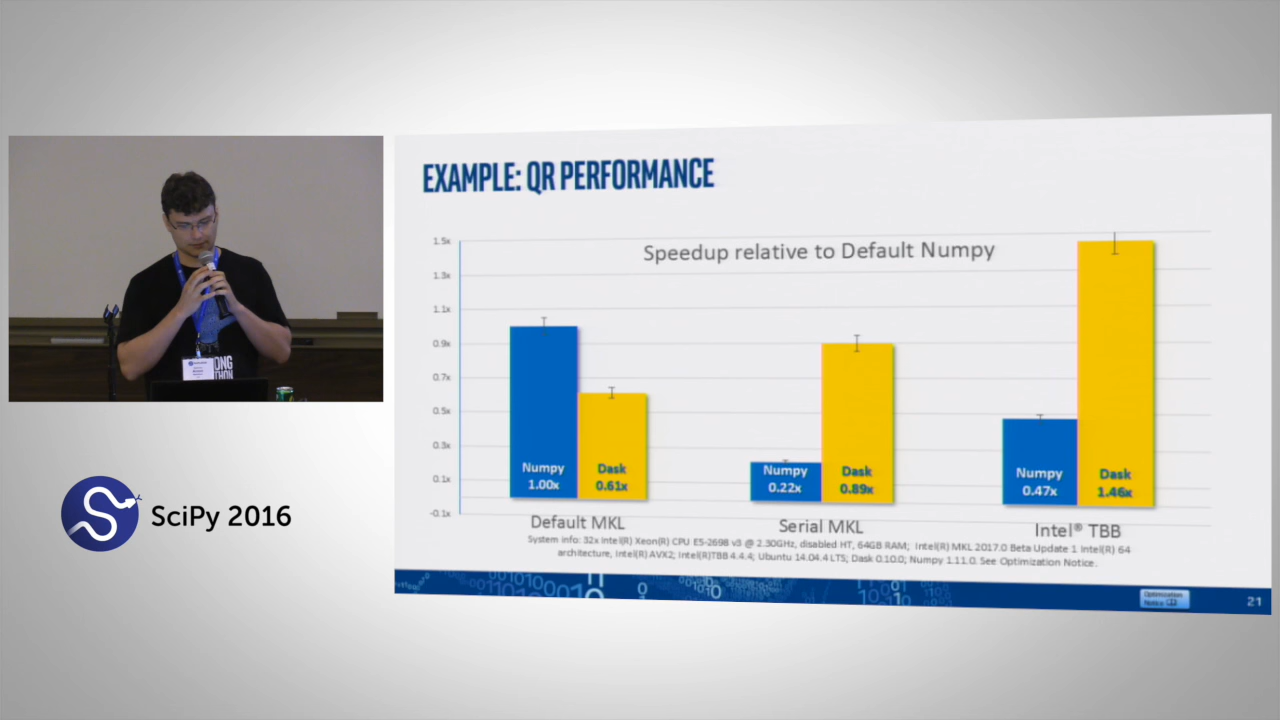 EXAMPLE: QR PERFORMANCE
Speedup relative to Default Numpy
1.5x
1.3x
1.1x
0.9x
0.7x
0.5x
0.3x
0.1x
-0.1x
Numpy
1.00x
Dask
0.61x
Numpy
0.22x
Dask
0.89x
Numpy
0.47x
Dask
1.46x
Default MKL
Serial MKL
Intel® TBB
System info: 32x Intel(R) Xeon(R) CPU E5-2698 v3 @ 2.30GHz, disabled HT, 64GB RAM; Intel(R) MKL 2017.0 Beta Update 1 Intel(R) 64
architecture, Intel(R) AVX2; Intel(R)TBB 4.4.4; Ubuntu 14.04.4 LTS; Dask 0.10.0; Numpy 1.11.0. See Optimization Notice.
Optimization
Notice
21
SciPy 2016